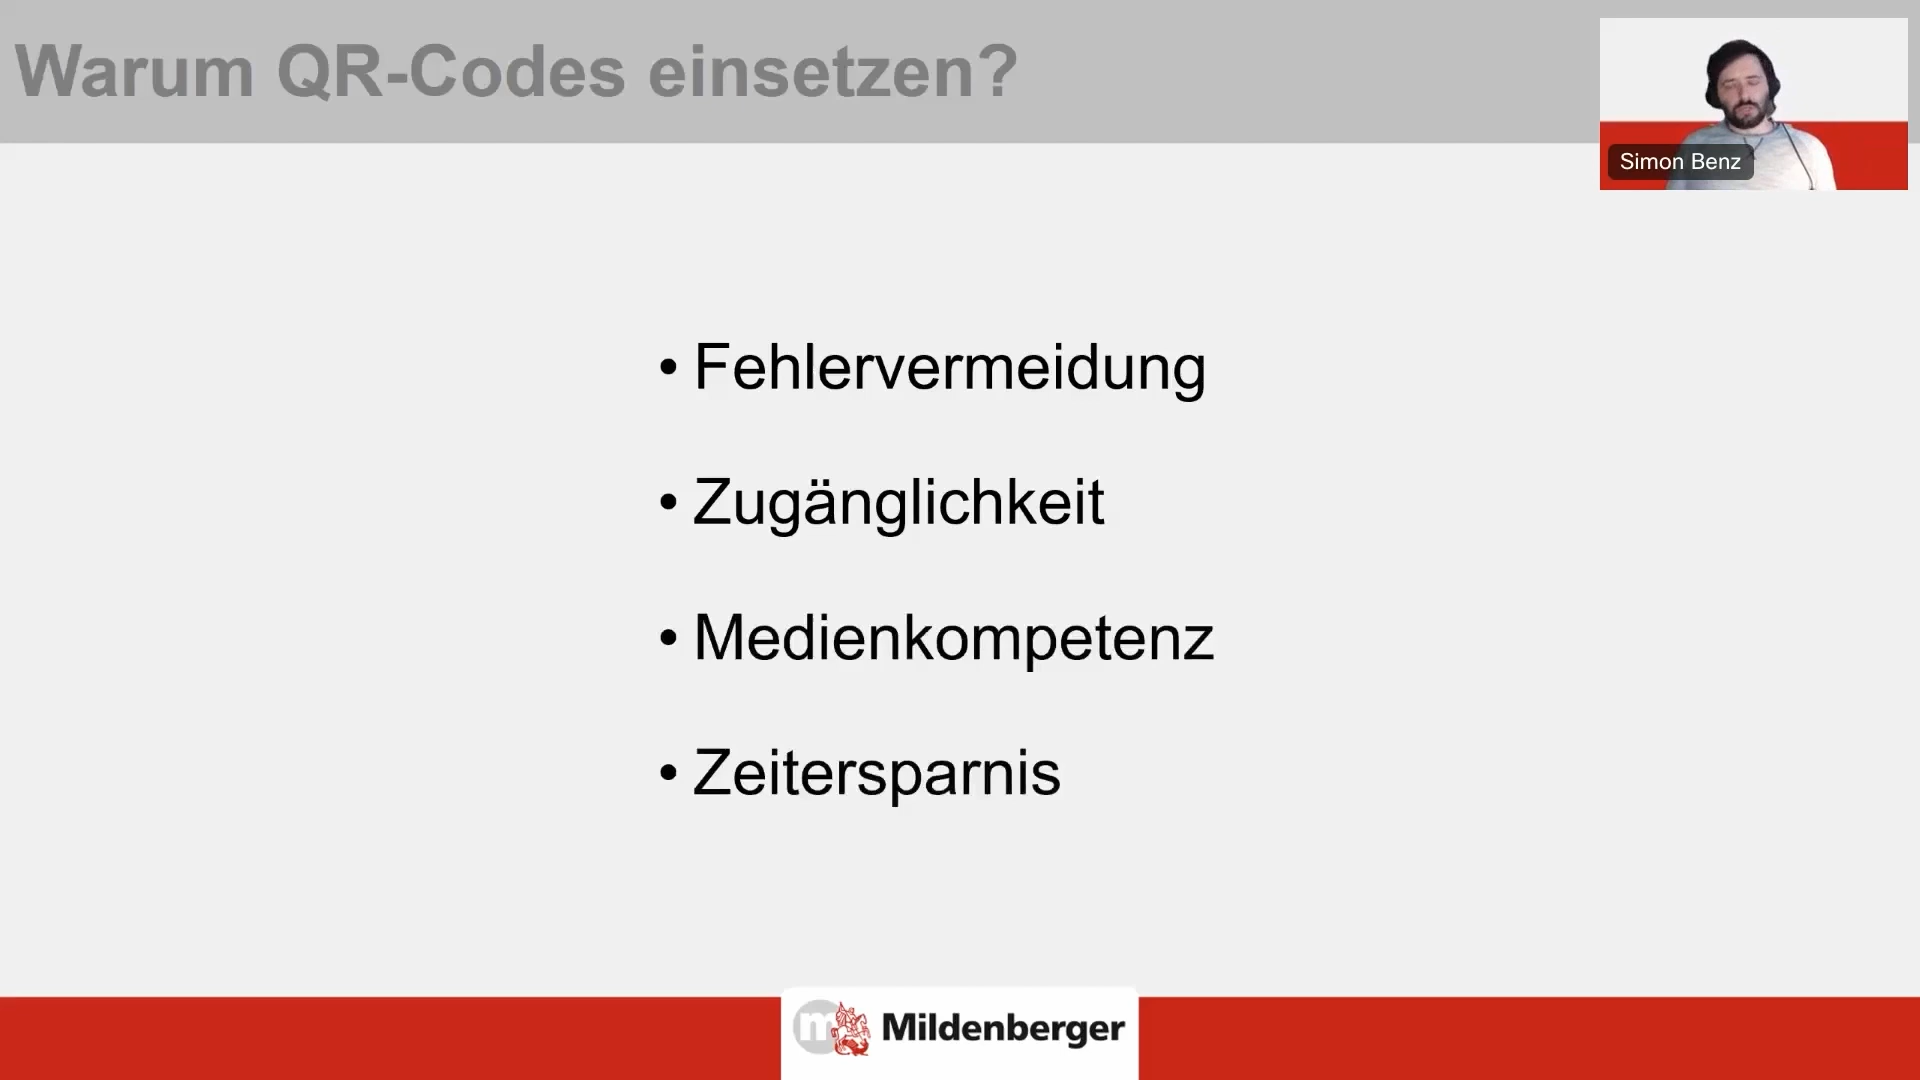 Warum QR-Codes einsetzen?
Simon Benz
• Fehlervermeidung
• Zugänglichkeit
• Medienkompetenz
• Zeitersparnis
m Mildenberger